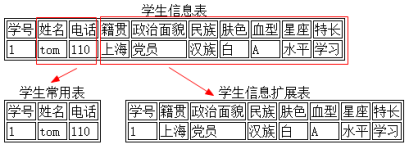 学生信息表
学号 姓名 电话 籍贯 政治面貌 民族 肤色 血型 星座 特长
1 tom 110 上海 党员 汉族 白 A 水平 学习
学生常用表
学号 姓名 电话
1 tom 110
学生信息扩展表
学号 籍贯 政治面貌 民族 肤色 血型 星座 特长
1 上海 党员 汉族 白 A 水平 学习